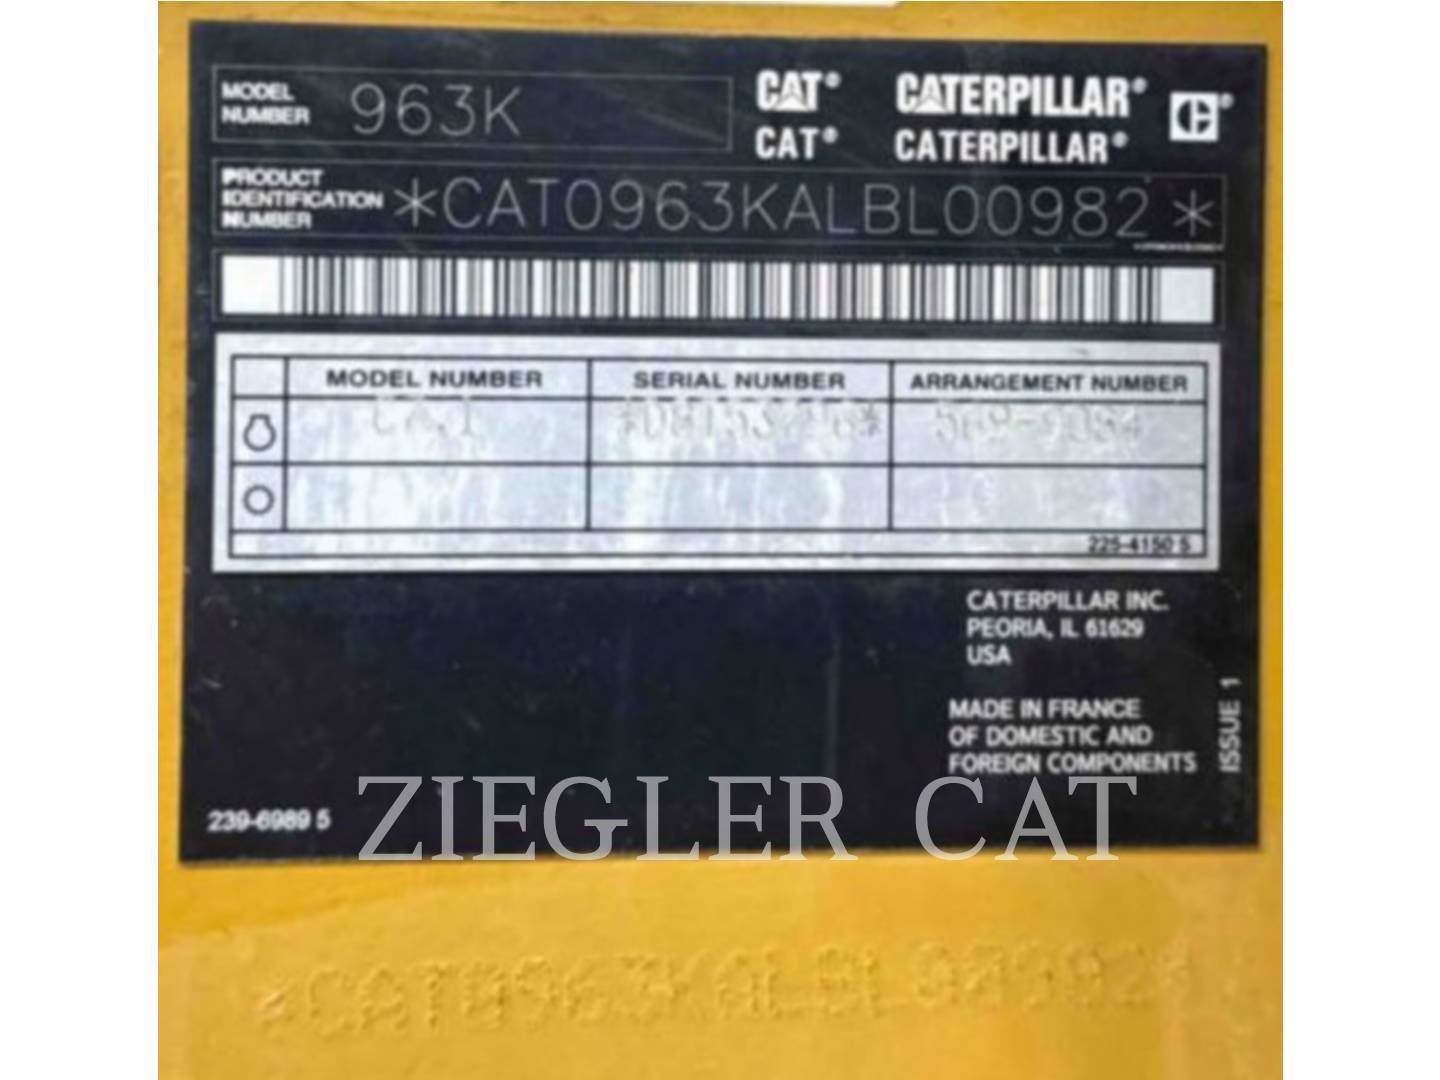 MODEL
NUMBER 963K
CAT® CATERPILLAR®
CAT® CATERPILLAR®
PRODUCT
IDENTIFICATION
NUMBER *CAT0963KALBL00982*
MODEL NUMBER SERIAL NUMBER ARRANGEMENT NUMBER
225-4150 5
CATERPILLAR INC.
PEORIA, IL 61629
USA
MADE IN FRANCE
OF DOMESTIC AND
FOREIGN COMPONENTS
ISSUE 1
239-6989 5
ZIEGLER CAT
*CAT0963KALBL00982*